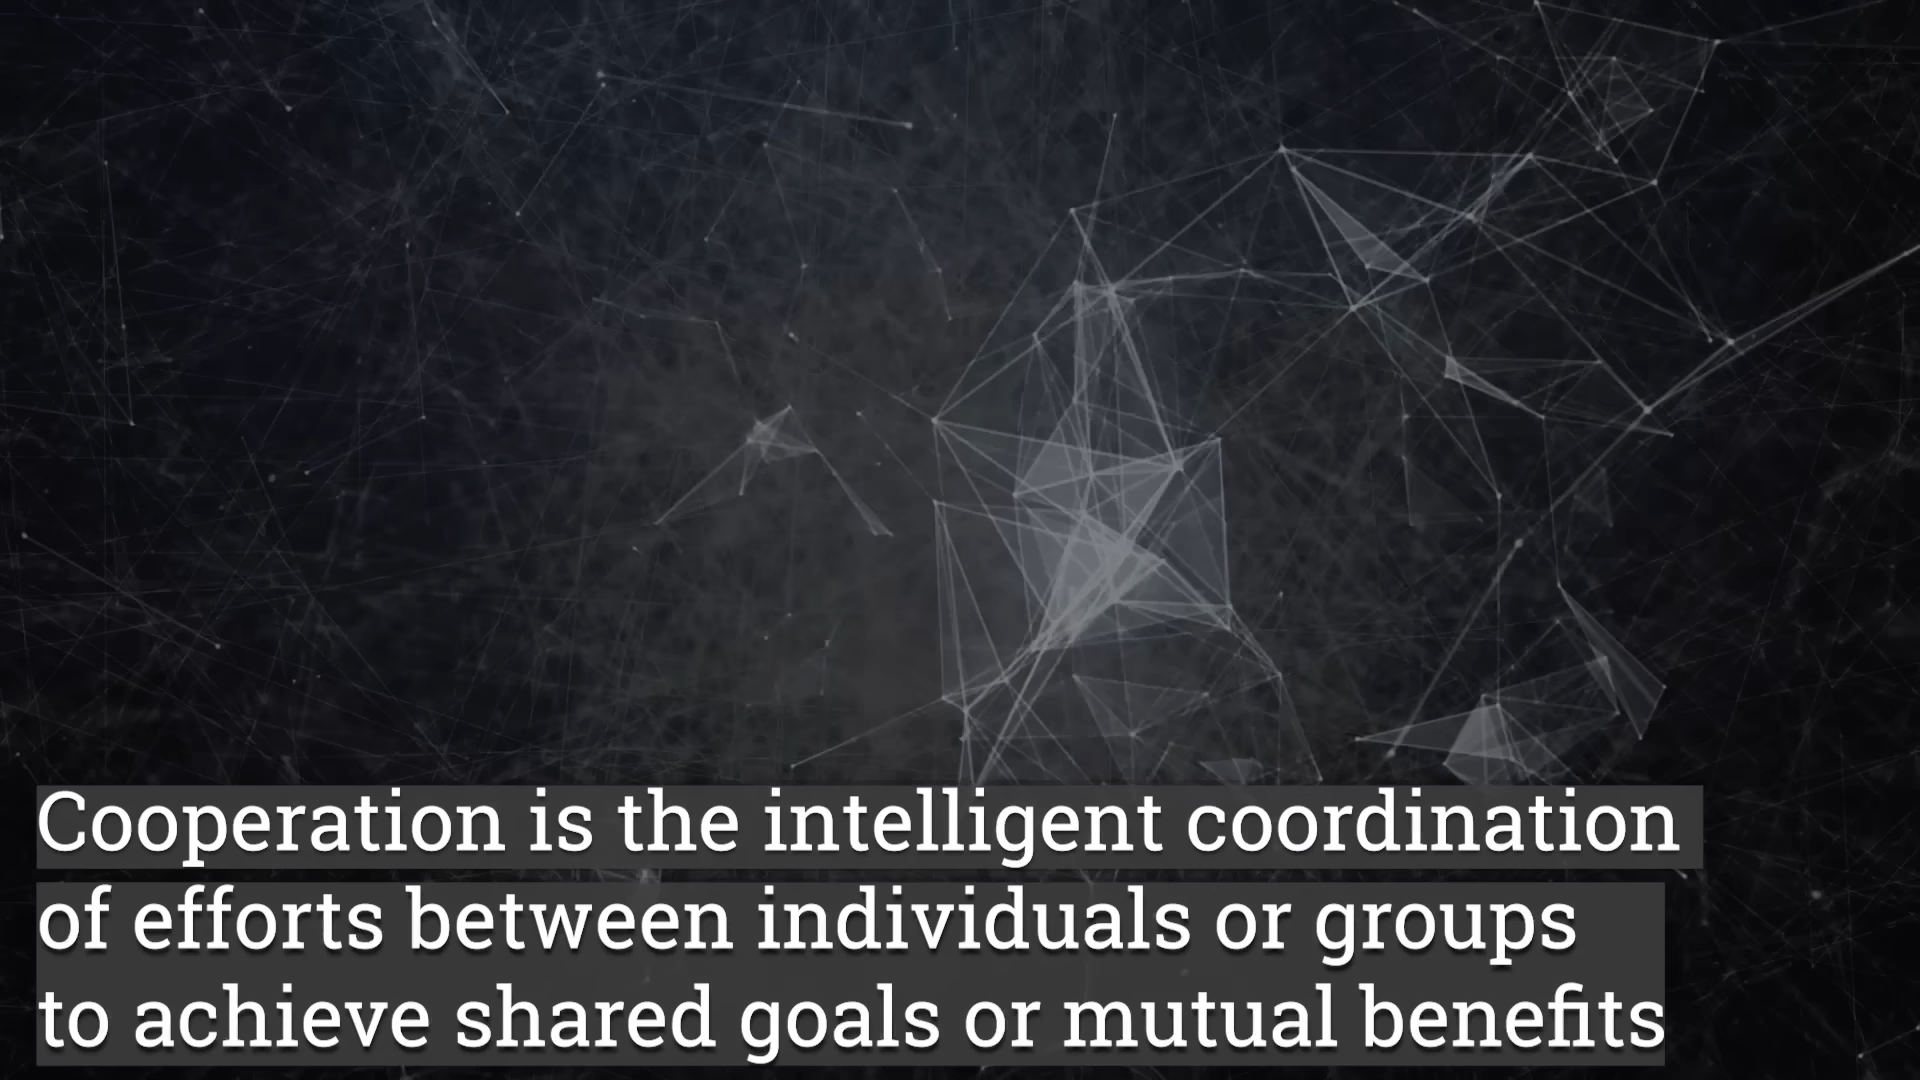 Cooperation is the intelligent coordination
of efforts between individuals or groups
to achieve shared goals or mutual benefits